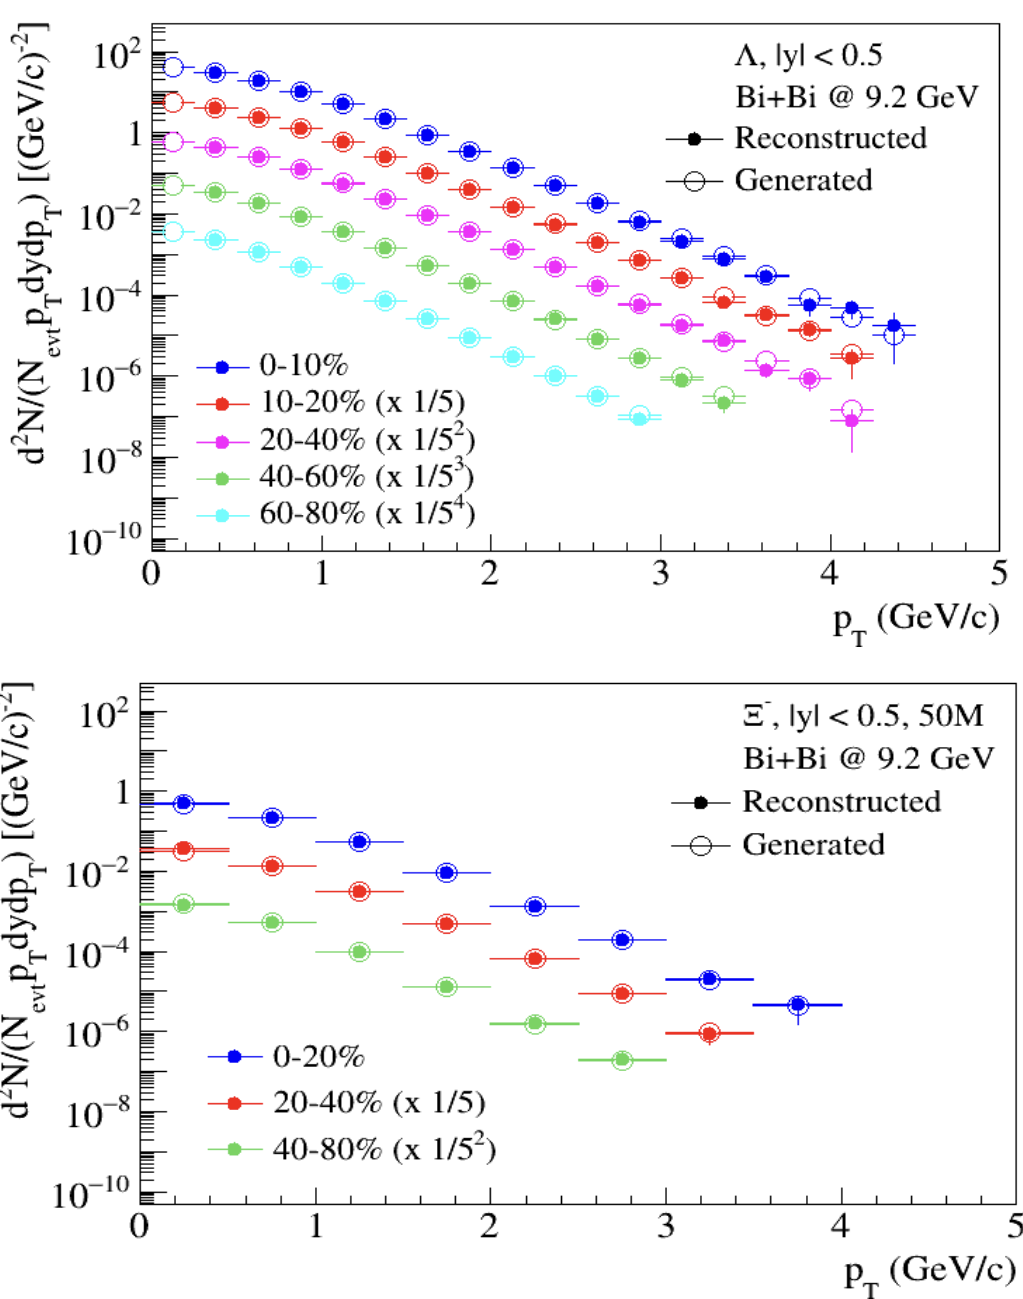 d²N/(N_evt p_T dydp_T) [(GeV/c)⁻²]
10²
1
10⁻²
10⁻⁴
10⁻⁶
10⁻⁸
10⁻¹⁰
Λ, |y| < 0.5
Bi+Bi @ 9.2 GeV
Reconstructed
Generated
0-10%
10-20% (x 1/5)
20-40% (x 1/5²)
40-60% (x 1/5³)
60-80% (x 1/5⁴)
0 1 2 3 4 5
p_T (GeV/c)
d²N/(N_evt p_T dydp_T) [(GeV/c)⁻²]
10²
1
10⁻²
10⁻⁴
10⁻⁶
10⁻⁸
10⁻¹⁰
Ξ⁻, |y| < 0.5, 50M
Bi+Bi @ 9.2 GeV
Reconstructed
Generated
0-20%
20-40% (x 1/5)
40-80% (x 1/5²)
0 1 2 3 4 5
p_T (GeV/c)